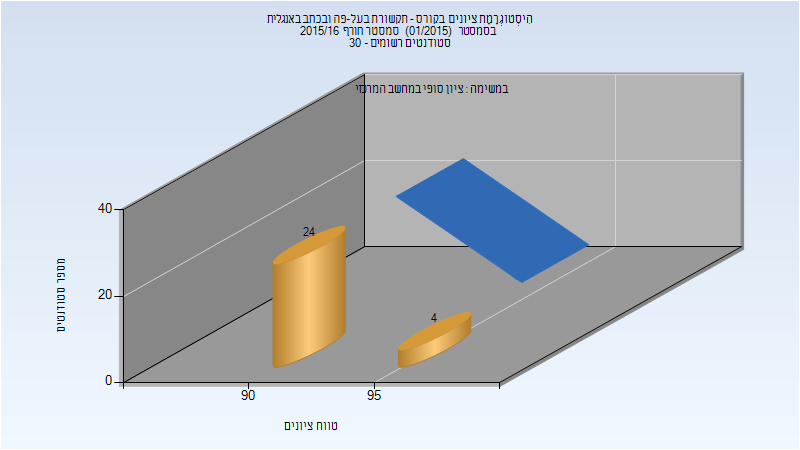 היסטוגרמת ציונים בקורס - תקשורת בעל-פה ובכתב באנגלית
בסמסטר (01/2015) סמסטר חורף 2015/16
סטודנטים רשומים - 30
במשימה : ציון סופי במחשב המרכזי
40
24
20
4
0
90
95
מספר סטודנטים
טווח ציונים